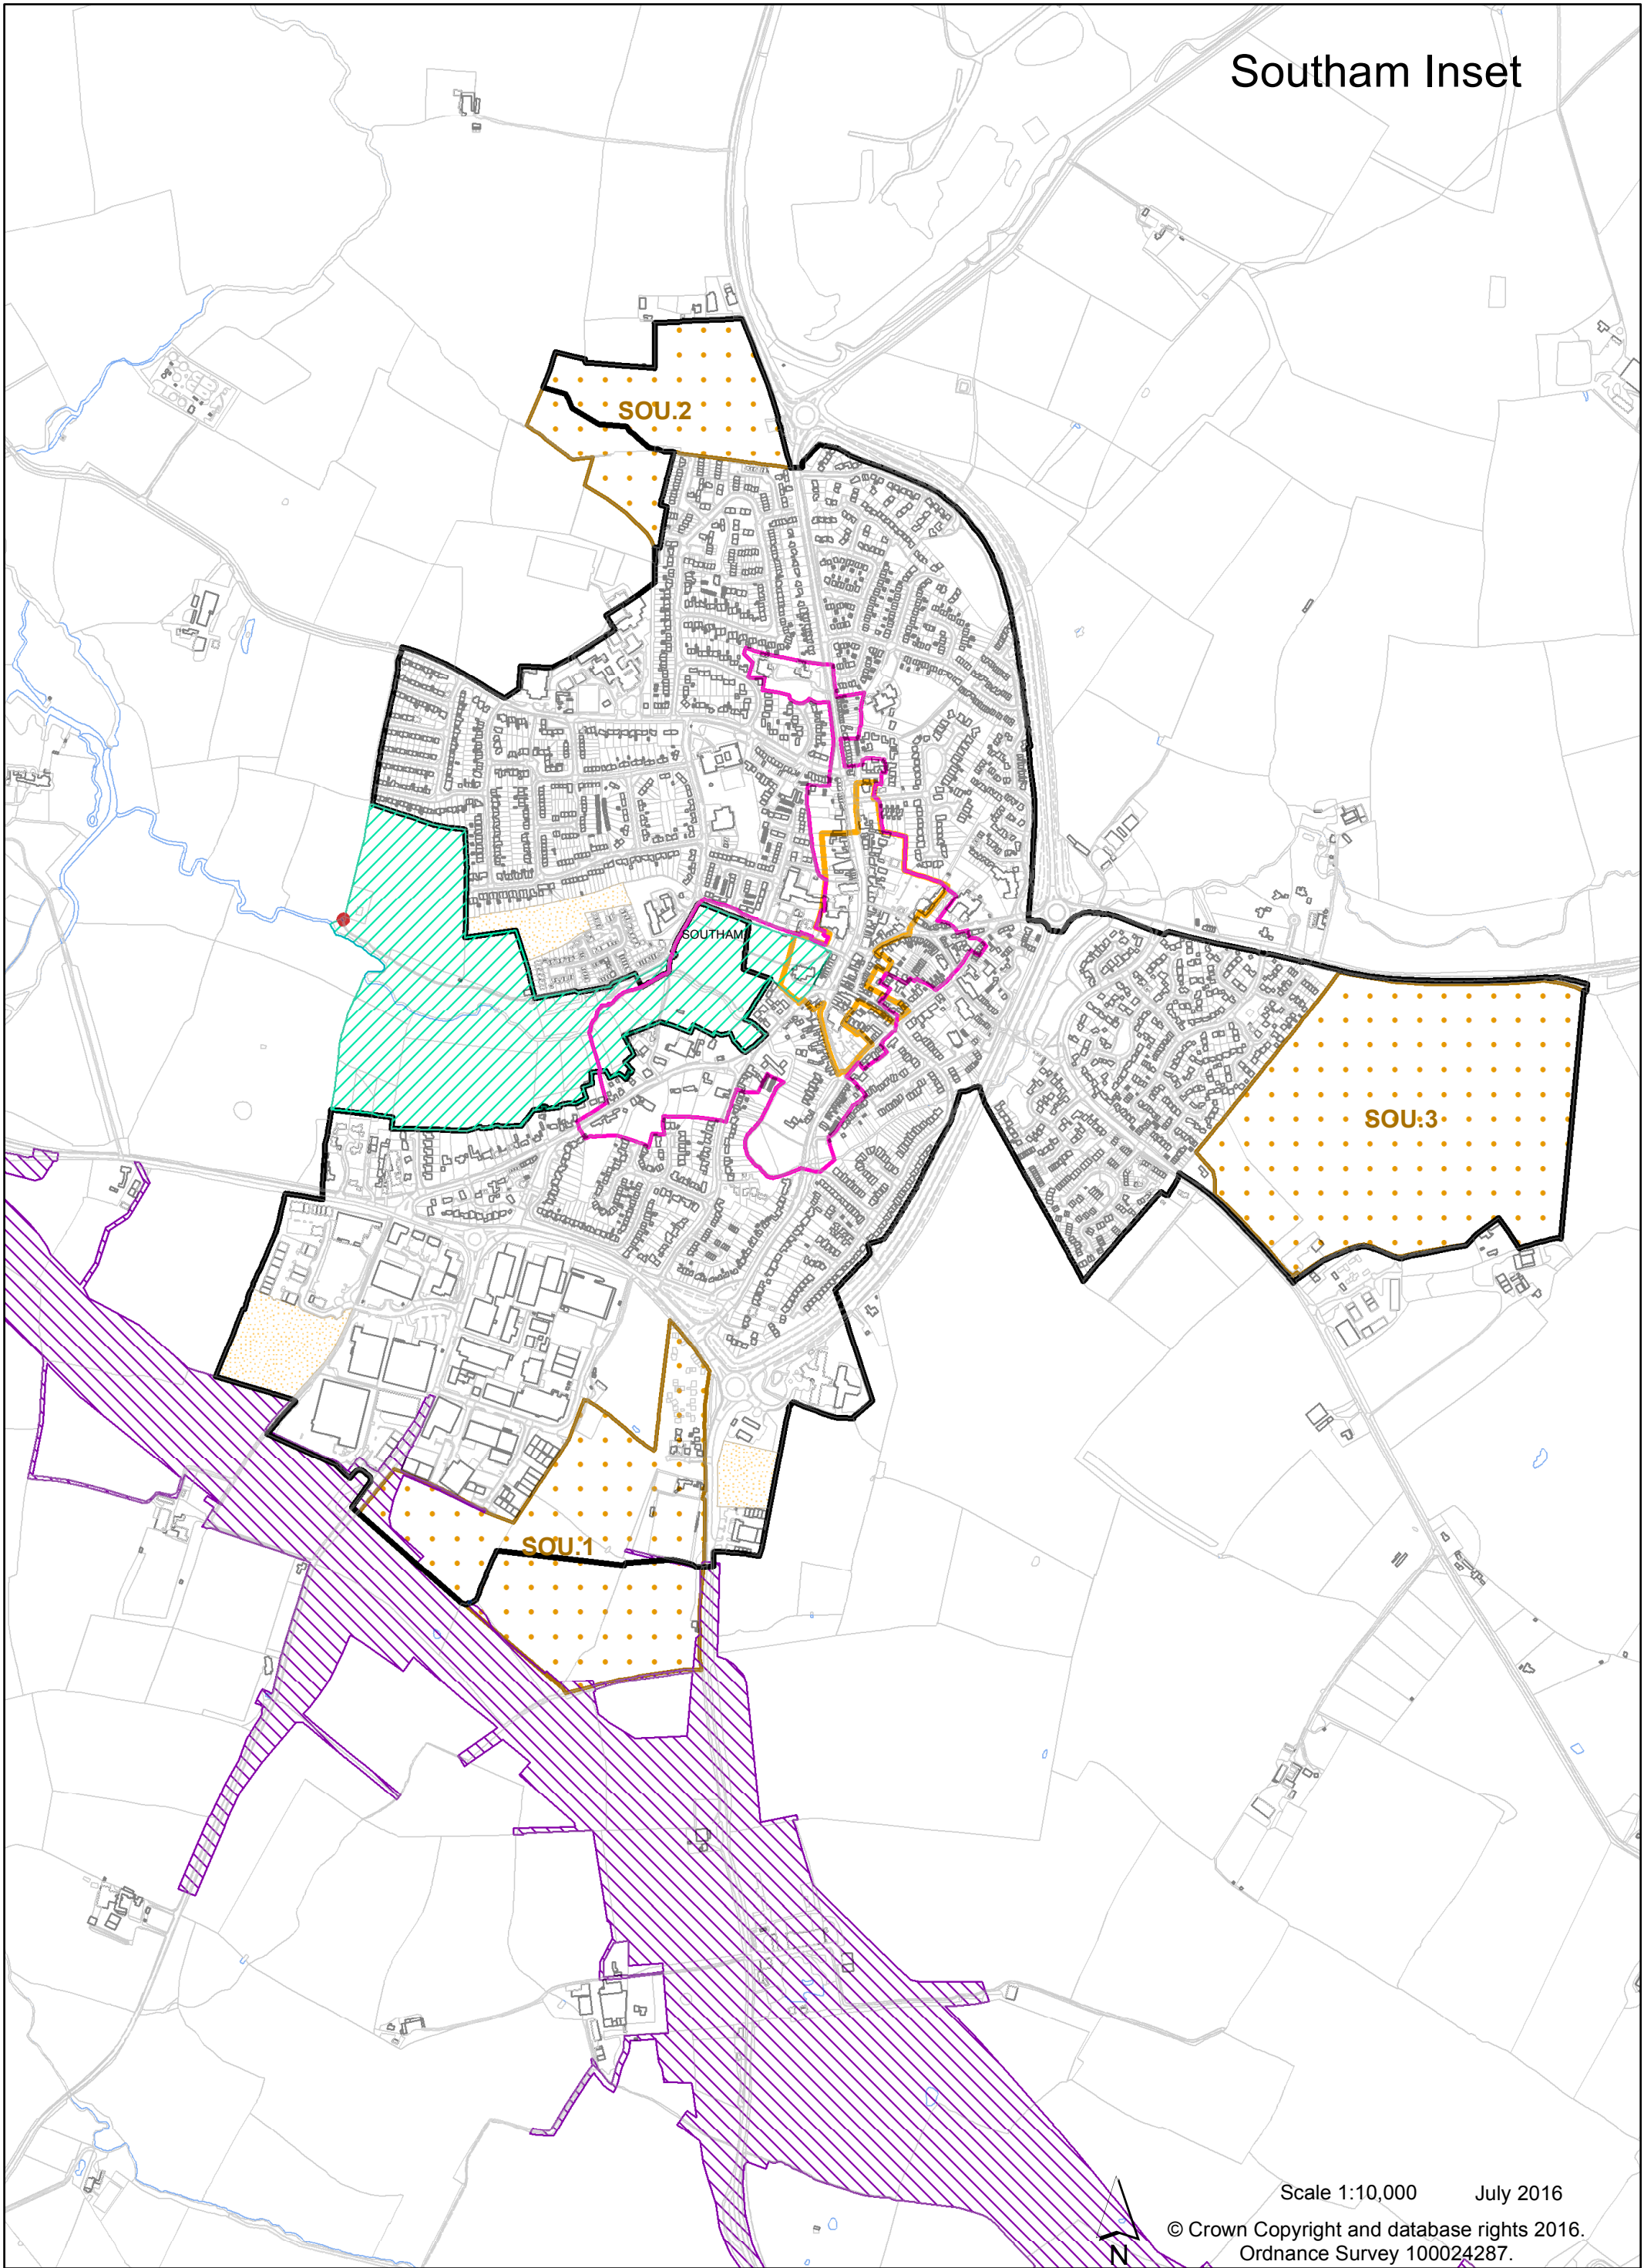 Southam Inset
SOU.2
SOUTHAM
SOU.3
SOU.1
Scale 1:10,000 July 2016
© Crown Copyright and database rights 2016.
Ordnance Survey 100024287.
N